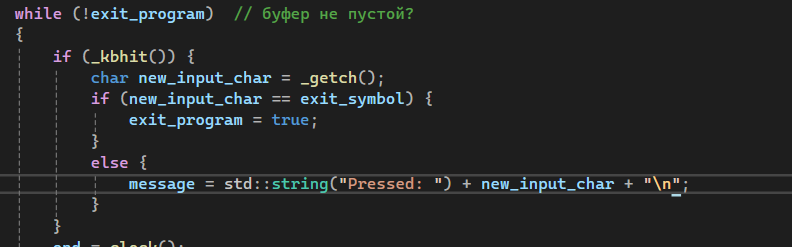 while (!exit_program)  // буфер не пустой?
{
    if (_kbhit()) {
        char new_input_char = _getch();
        if (new_input_char == exit_symbol) {
            exit_program = true;
        }
        else {
            message = std::string("Pressed: ") + new_input_char + "\n";
        }
    }
    end = clock();